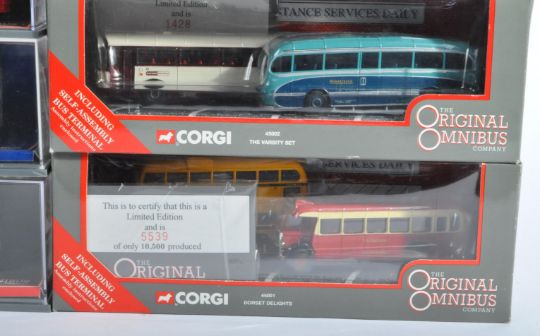 Limited Edition
and is
1428
STANCE SERVICES DAILY
INCLUDING
SELF-ASSEMBLY
BUS TERMINAL
CORGI
45002
THE VARSITY SET
THE
ORIGINAL
OMNIBUS
COMPANY
SERVICES DAILY
This is to certify that this is a
Limited Edition
and is
5539
of only 10,500 produced
THE
ORIGINAL
INCLUDING
SELF-ASSEMBLY
BUS TERMINAL
CORGI
45001
DORSET DELIGHTS
THE
ORIGINAL
OMNIBUS
COMPANY